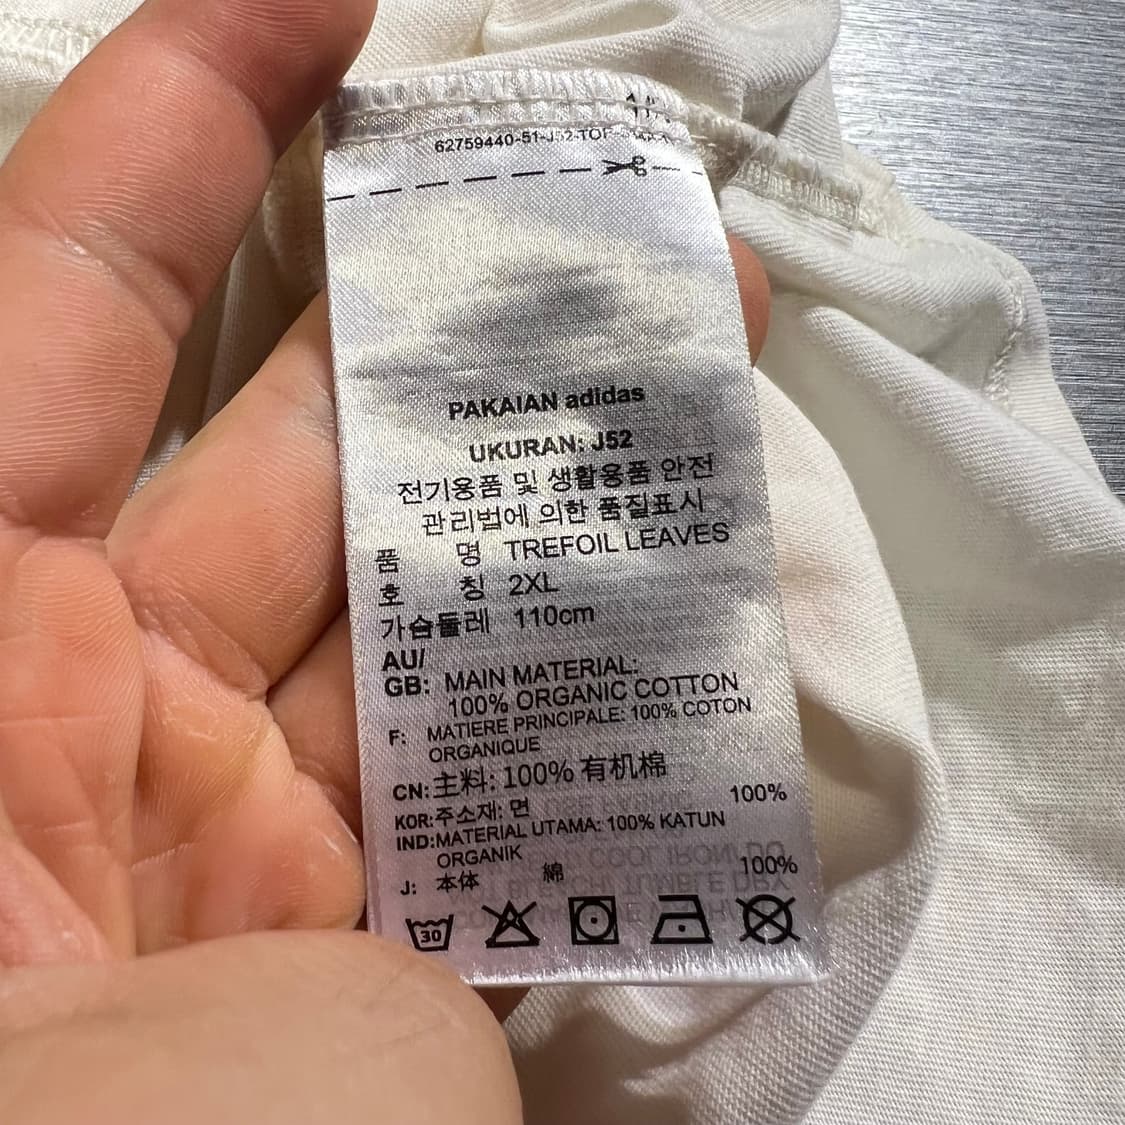 62759440-51-J52-TOP
PAKAIAN adidas
UKURAN: J52
전기용품 및 생활용품 안전
관리법에 의한 품질표시
품 명 TREFOIL LEAVES
호 칭 2XL
가슴둘레 110cm
AU/
GB: MAIN MATERIAL:
100% ORGANIC COTTON
F: MATIERE PRINCIPALE: 100% COTON
ORGANIQUE
CN: 主料: 100% 有机棉
KOR: 주소재: 면 100%
IND: MATERIAL UTAMA: 100% KATUN
ORGANIK
J: 本体 綿 100%
30